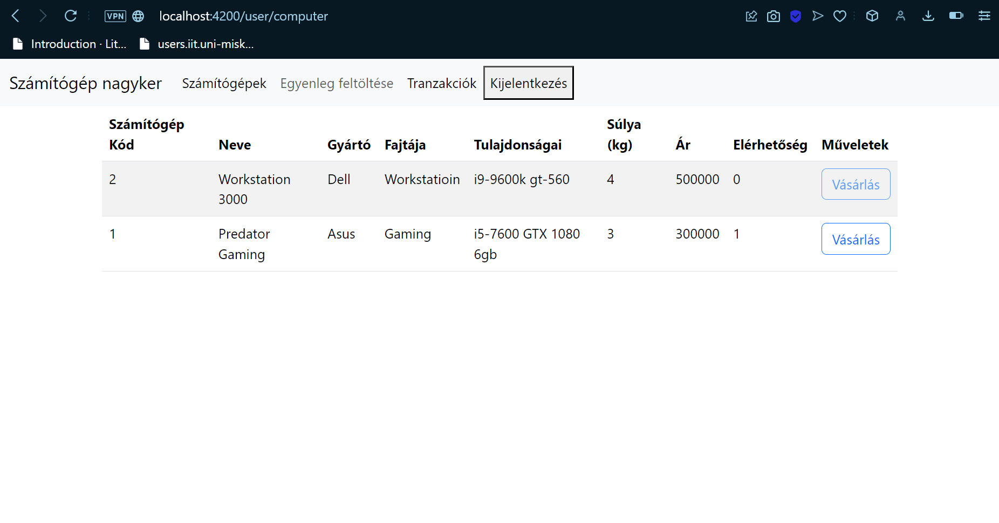 VPN localhost:4200/user/computer
Introduction · Lit... users.iit.uni-misk...
Számítógép nagyker Számítógépek Egyenleg feltöltése Tranzakciók Kijelentkezés
Számítógép Súlya
Kód Neve Gyártó Fajtája Tulajdonságai (kg) Ár Elérhetőség Műveletek
2 Workstation Dell Workstatioin i9-9600k gt-560 4 500000 0 Vásárlás
3000
1 Predator Asus Gaming i5-7600 GTX 1080 3 300000 1 Vásárlás
Gaming 6gb